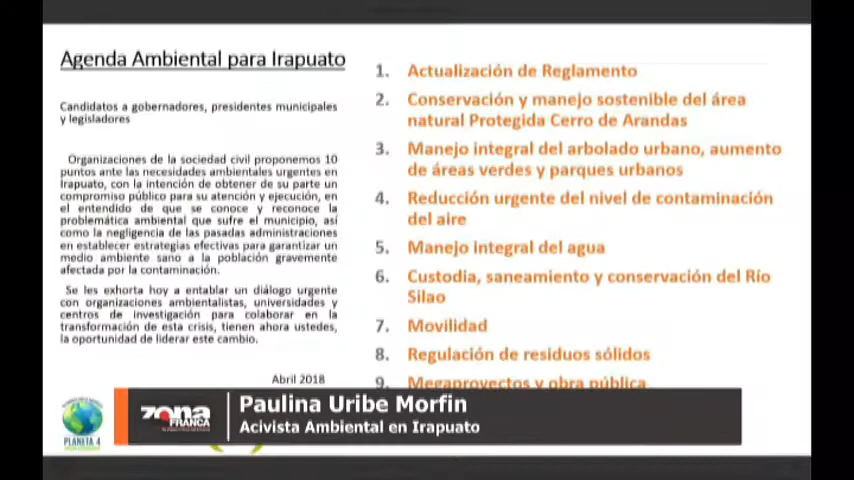 Agenda Ambiental para Irapuato
Candidatos a gobernadores, presidentes municipales
y legisladores
Organizaciones de la sociedad civil proponemos 10
puntos ante las necesidades ambientales urgentes en
Irapuato, con la intención de obtener de su parte un
compromiso público para su atención y ejecución, en
el entendido de que se conoce y reconoce la
problemática ambiental que sufre el municipio, así
como la negligencia de las pasadas administraciones
en establecer estrategias efectivas para garantizar un
medio ambiente sano a la población gravemente
afectada por la contaminación.
Se les exhorta hoy a entablar un diálogo urgente
con organizaciones ambientalistas, universidades y
centros de investigación para colaborar en la
transformación de esta crisis, tienen ahora ustedes,
la oportunidad de liderar este cambio.
Abril 2018
1. Actualización de Reglamento
2. Conservación y manejo sostenible del área
natural Protegida Cerro de Arandas
3. Manejo integral del arbolado urbano, aumento
de áreas verdes y parques urbanos
4. Reducción urgente del nivel de contaminación
del aire
5. Manejo integral del agua
6. Custodia, saneamiento y conservación del Río
Silao
7. Movilidad
8. Regulación de residuos sólidos
9. Megaproyectos y obra pública
PLANETA 4
ZONA
FRANCA
Paulina Uribe Morfin
Acivista Ambiental en Irapuato